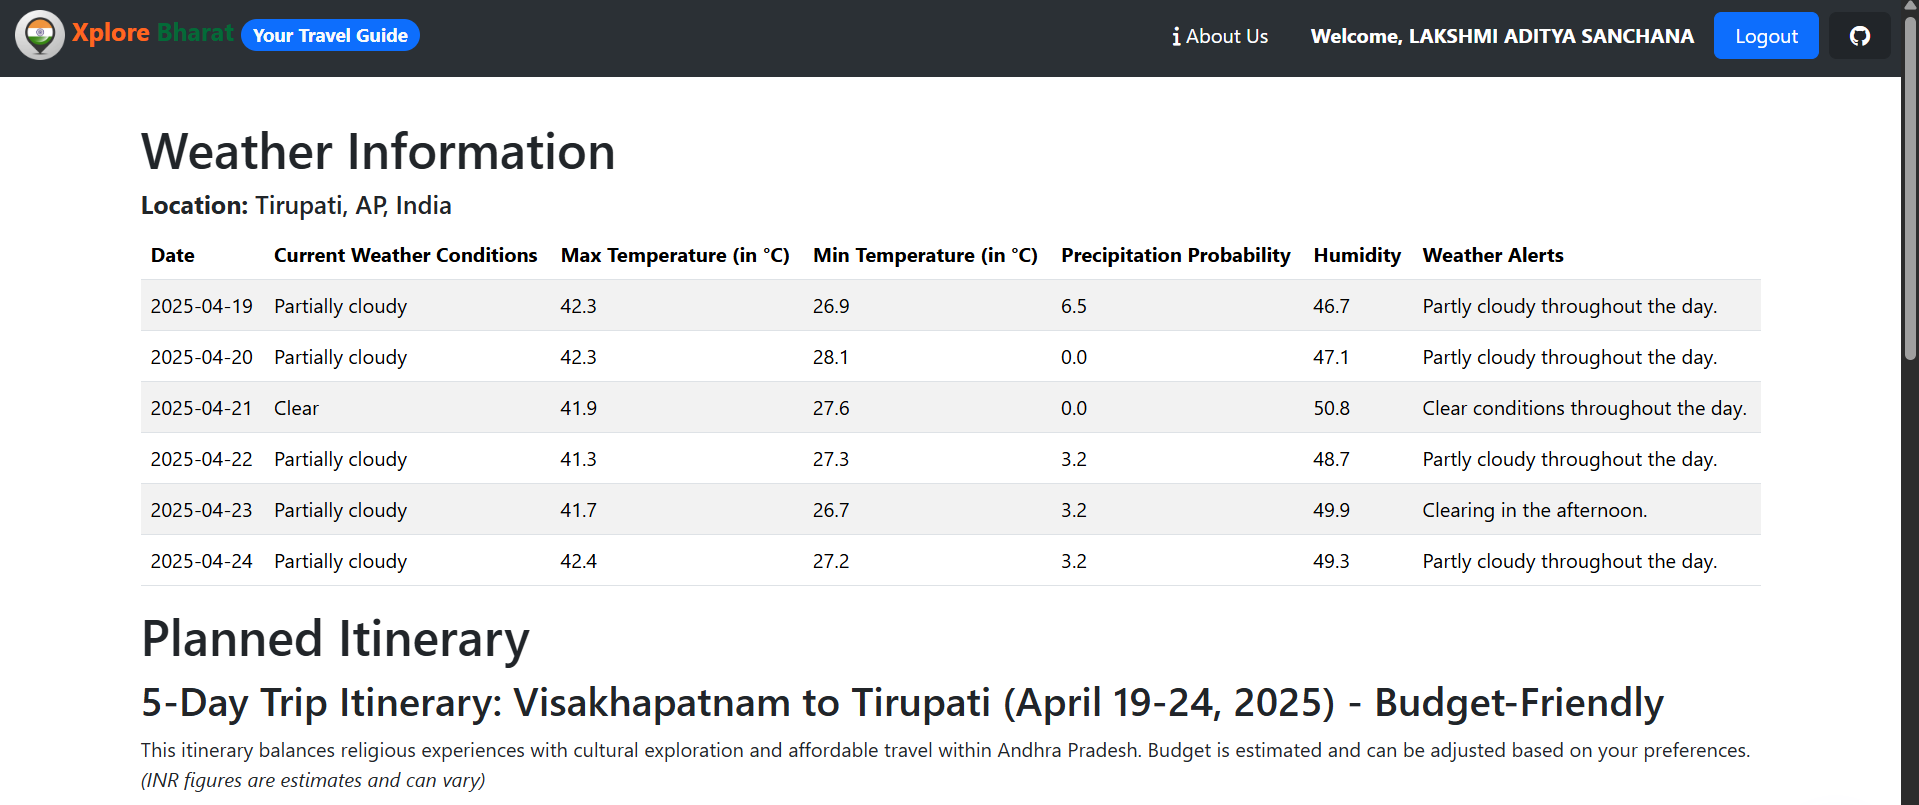 Xplore Bharat Your Travel Guide About Us Welcome, LAKSHMI ADITYA SANCHANA Logout
Weather Information
Location: Tirupati, AP, India
Date Current Weather Conditions Max Temperature (in °C) Min Temperature (in °C) Precipitation Probability Humidity Weather Alerts
2025-04-19 Partially cloudy 42.3 26.9 6.5 46.7 Partly cloudy throughout the day.
2025-04-20 Partially cloudy 42.3 28.1 0.0 47.1 Partly cloudy throughout the day.
2025-04-21 Clear 41.9 27.6 0.0 50.8 Clear conditions throughout the day.
2025-04-22 Partially cloudy 41.3 27.3 3.2 48.7 Partly cloudy throughout the day.
2025-04-23 Partially cloudy 41.7 26.7 3.2 49.9 Clearing in the afternoon.
2025-04-24 Partially cloudy 42.4 27.2 3.2 49.3 Partly cloudy throughout the day.
Planned Itinerary
5-Day Trip Itinerary: Visakhapatnam to Tirupati (April 19-24, 2025) - Budget-Friendly
This itinerary balances religious experiences with cultural exploration and affordable travel within Andhra Pradesh. Budget is estimated and can be adjusted based on your preferences.
(INR figures are estimates and can vary)